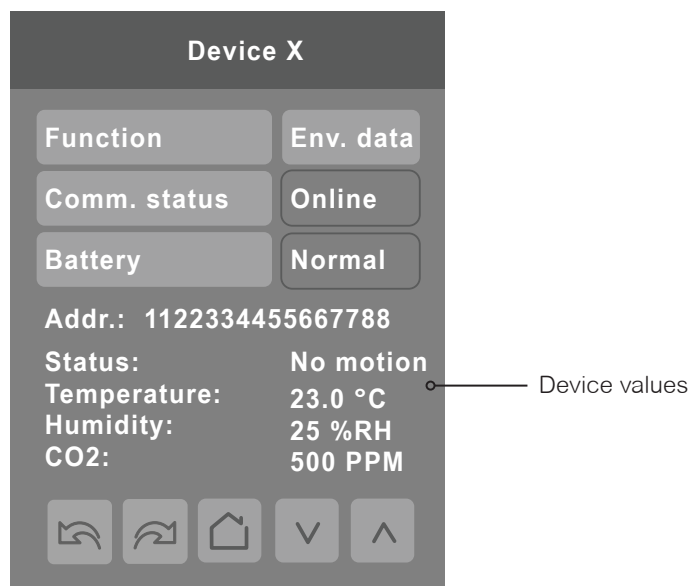 Device X
Function Env. data
Comm. status Online
Battery Normal
Addr.: 1122334455667788
Status: No motion
Temperature: 23.0 °C
Humidity: 25 %RH
CO2: 500 PPM
Device values